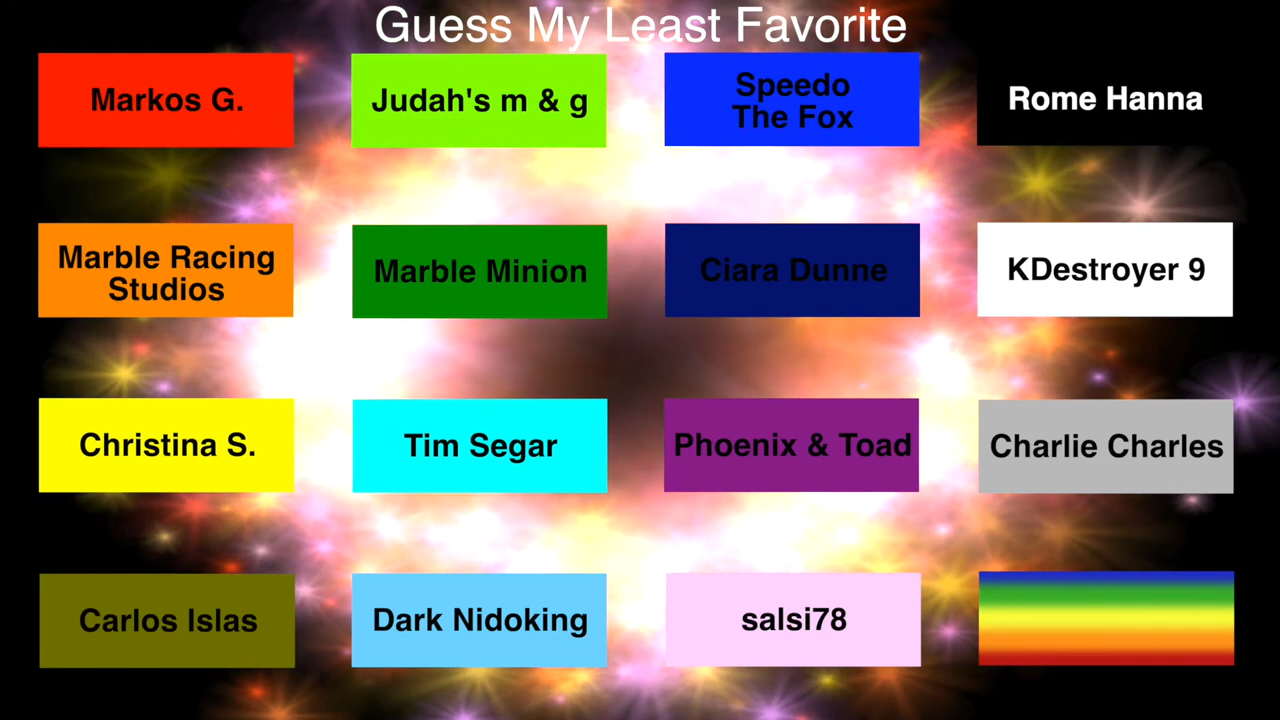 Guess My Least Favorite
Markos G.
Judah's m & g
Speedo
The Fox
Rome Hanna
Marble Racing
Studios
Marble Minion
Ciara Dunne
KDestroyer 9
Christina S.
Tim Segar
Phoenix & Toad
Charlie Charles
Carlos Islas
Dark Nidoking
salsi78